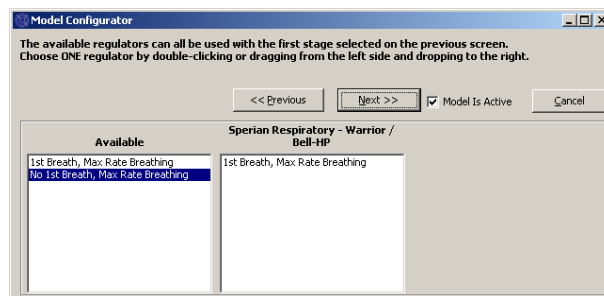 Model Configurator
The available regulators can all be used with the first stage selected on the previous screen.
Choose ONE regulator by double-clicking or dragging from the left side and dropping to the right.
<< Previous
Next >>
Model Is Active
Cancel
Available
Sperian Respiratory - Warrior /
Bell-HP
1st Breath, Max Rate Breathing
No 1st Breath, Max Rate Breathing
1st Breath, Max Rate Breathing